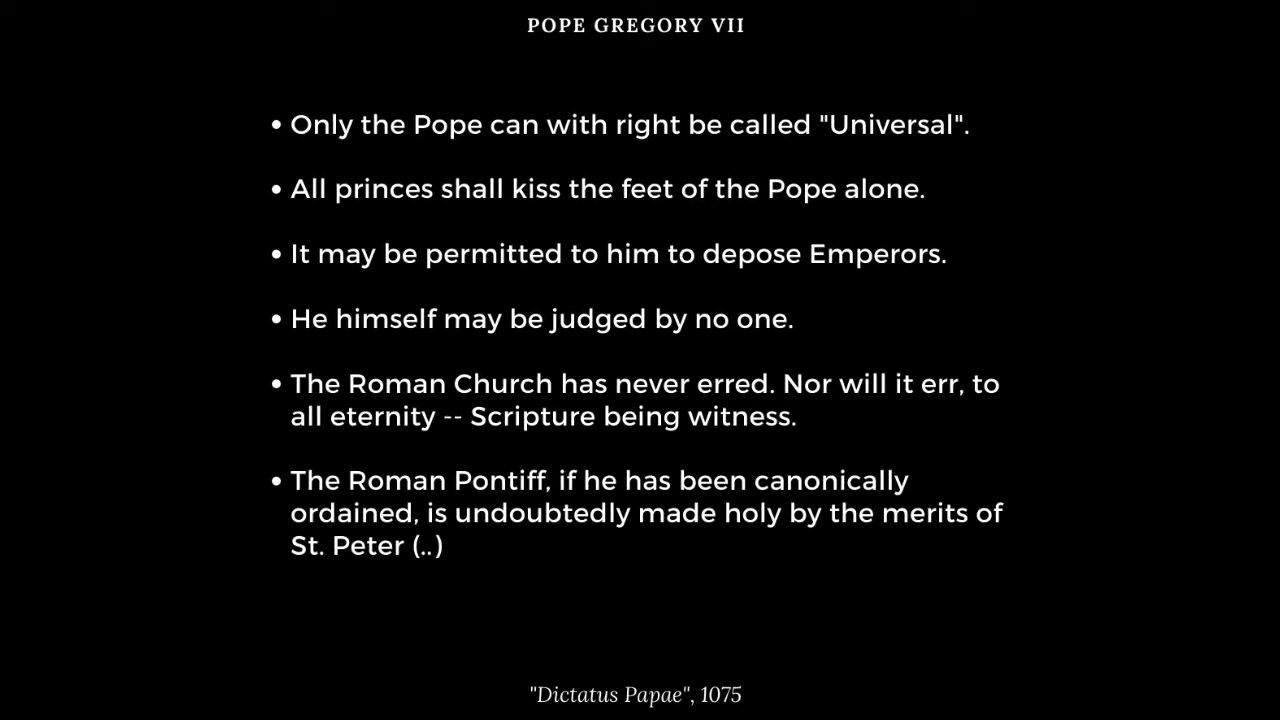 POPE GREGORY VII
• Only the Pope can with right be called "Universal".
• All princes shall kiss the feet of the Pope alone.
• It may be permitted to him to depose Emperors.
• He himself may be judged by no one.
• The Roman Church has never erred. Nor will it err, to
all eternity -- Scripture being witness.
• The Roman Pontiff, if he has been canonically
ordained, is undoubtedly made holy by the merits of
St. Peter (..)
"Dictatus Papae", 1075